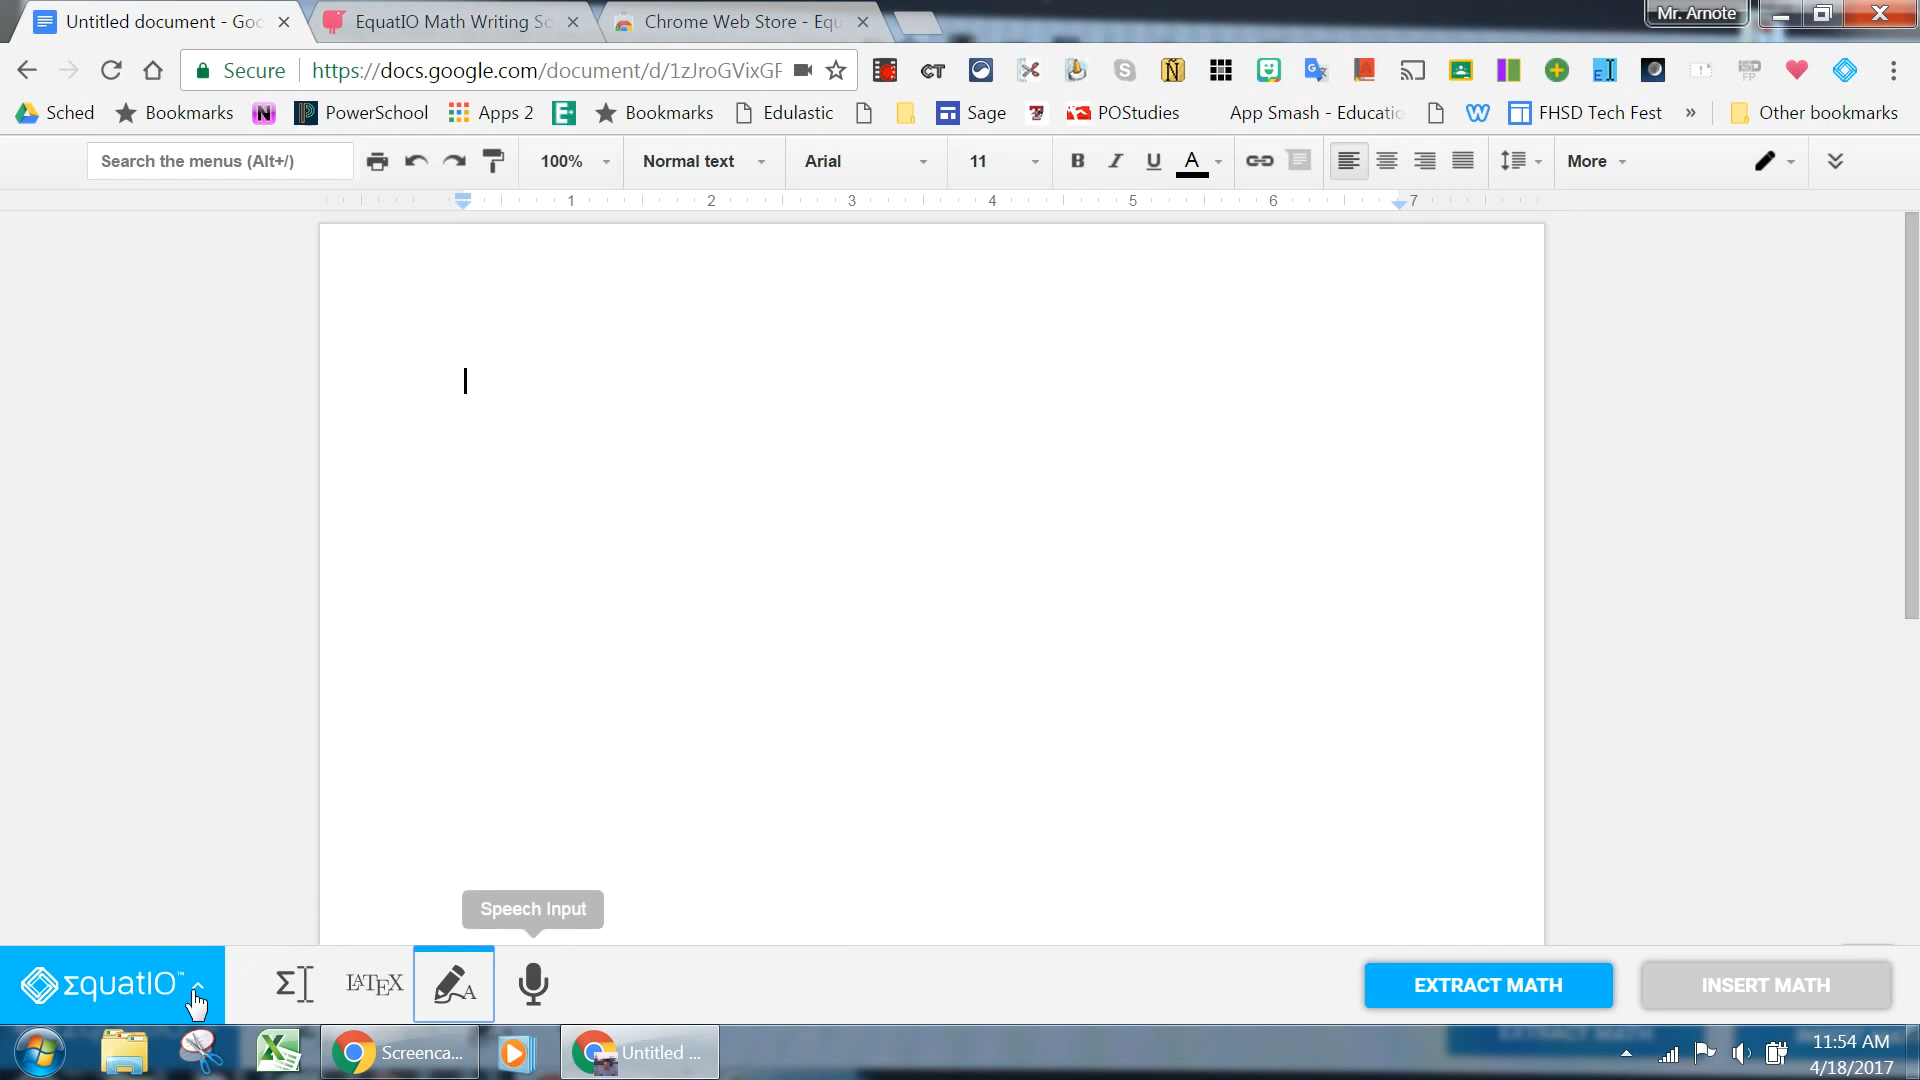 Untitled document - Goo
EquatIO Math Writing So
Chrome Web Store - Equ
Mr. Arnote
Secure
https://docs.google.com/document/d/1zJroGVixGF
Sched
Bookmarks
PowerSchool
Apps 2
Bookmarks
Edulastic
Sage
POStudies
App Smash - Educatio
FHSD Tech Fest
»
Other bookmarks
Search the menus (Alt+/)
100%
Normal text
Arial
11
B I U A
More
1 2 3 4 5 6 7
Speech Input
ΣquatIO™
LATEX
EXTRACT MATH
INSERT MATH
Screenca...
Untitled ...
11:54 AM
4/18/2017